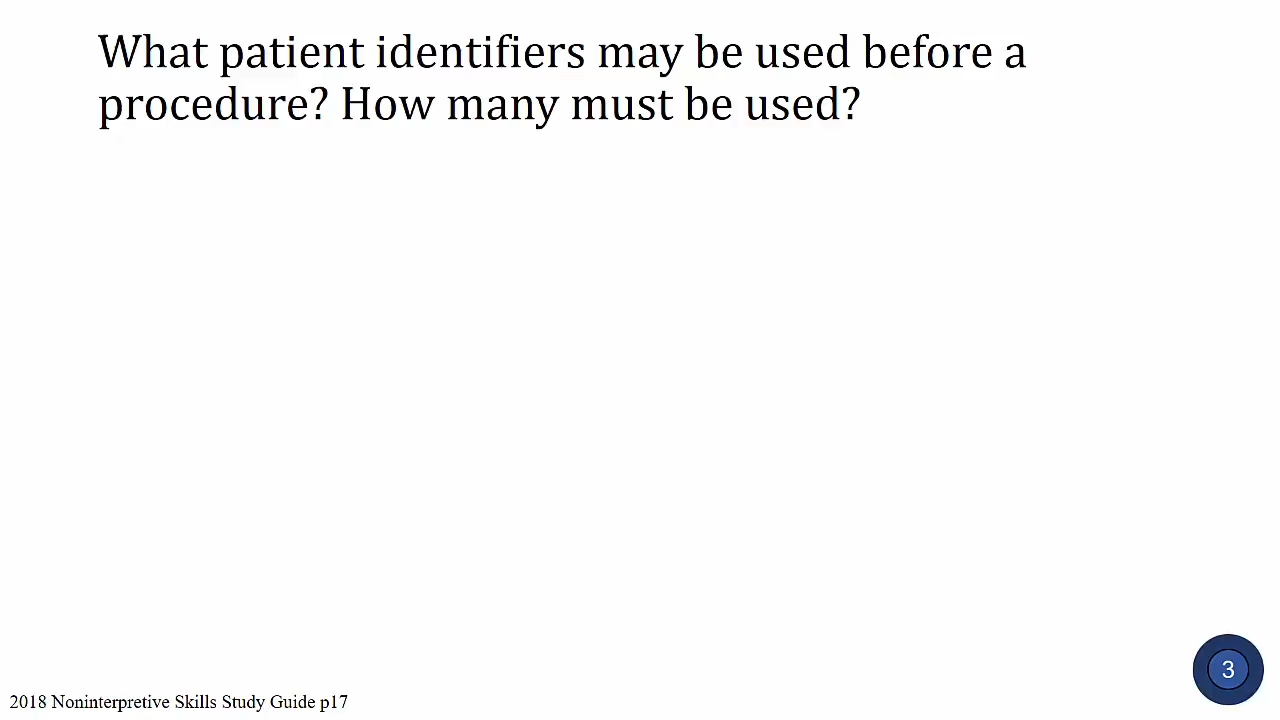 What patient identifiers may be used before a
procedure? How many must be used?
3
2018 Noninterpretive Skills Study Guide p17